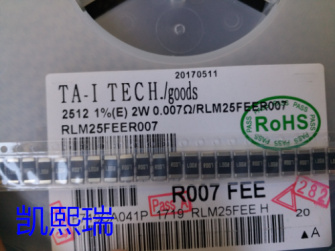 20170511
TA-I TECH./goods
2512 1%(E) 2W 0.007Ω/RLM25FEER007
RLM25FEER007
PASS
RoHS
R007 FEE
Pass A
282
A041P 1719 RLM25FEE H 20
▲A
凯熙瑞